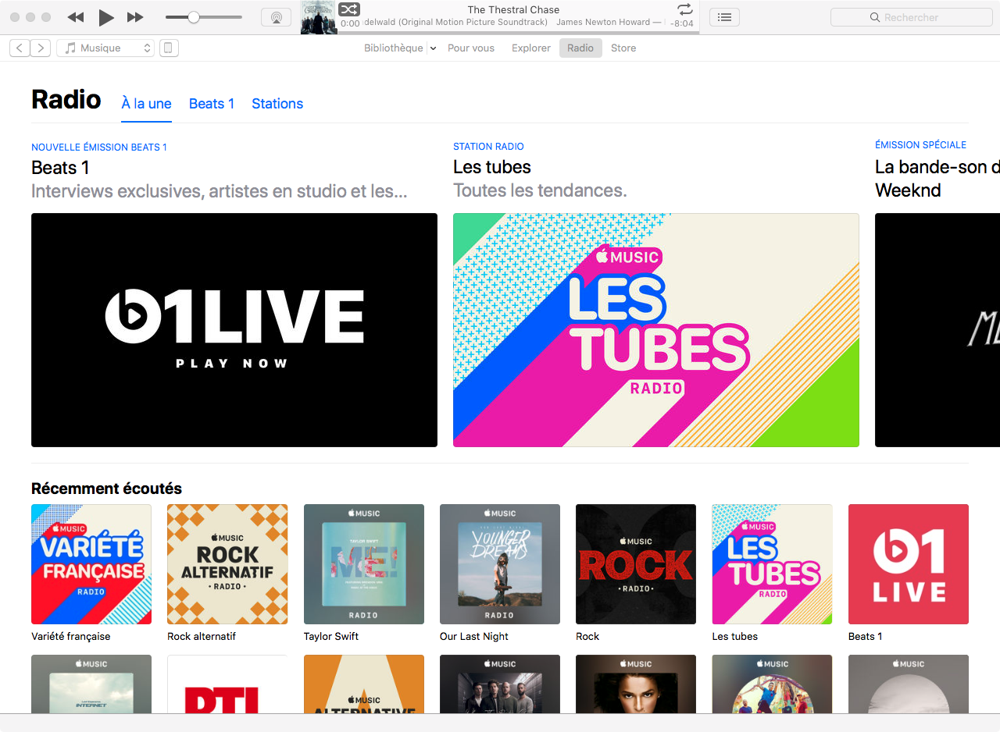 The Thestral Chase
0:00
delwald (Original Motion Picture Soundtrack) James Newton Howard —
-8:04
Rechercher
Musique
Bibliothèque
Pour vous
Explorer
Radio
Store
Radio
À la une
Beats 1
Stations
NOUVELLE ÉMISSION BEATS 1
Beats 1
Interviews exclusives, artistes en studio et les...
STATION RADIO
Les tubes
Toutes les tendances.
ÉMISSION SPÉCIALE
La bande-son d
Weeknd
b1LIVE
PLAY NOW
MUSIC
LES
TUBES
RADIO
Récemment écoutés
MUSIC
VARIÉTÉ
FRANÇAISE
RADIO
Variété française
MUSIC
ROCK
ALTERNATIF
• RADIO •
Rock alternatif
MUSIC
TAYLOR SWIFT
ME!
RADIO
Taylor Swift
MUSIC
YOUNGER
DREAMS
RADIO
Our Last Night
MUSIC
ROCK
• RADIO •
Rock
MUSIC
LES
TUBES
RADIO
Les tubes
b1
LIVE
Beats 1
MUSIC
INTERNET
RTL
MUSIC
ALTERNATIVE
MUSIC
MUSIC
MUSIC
MUSIC